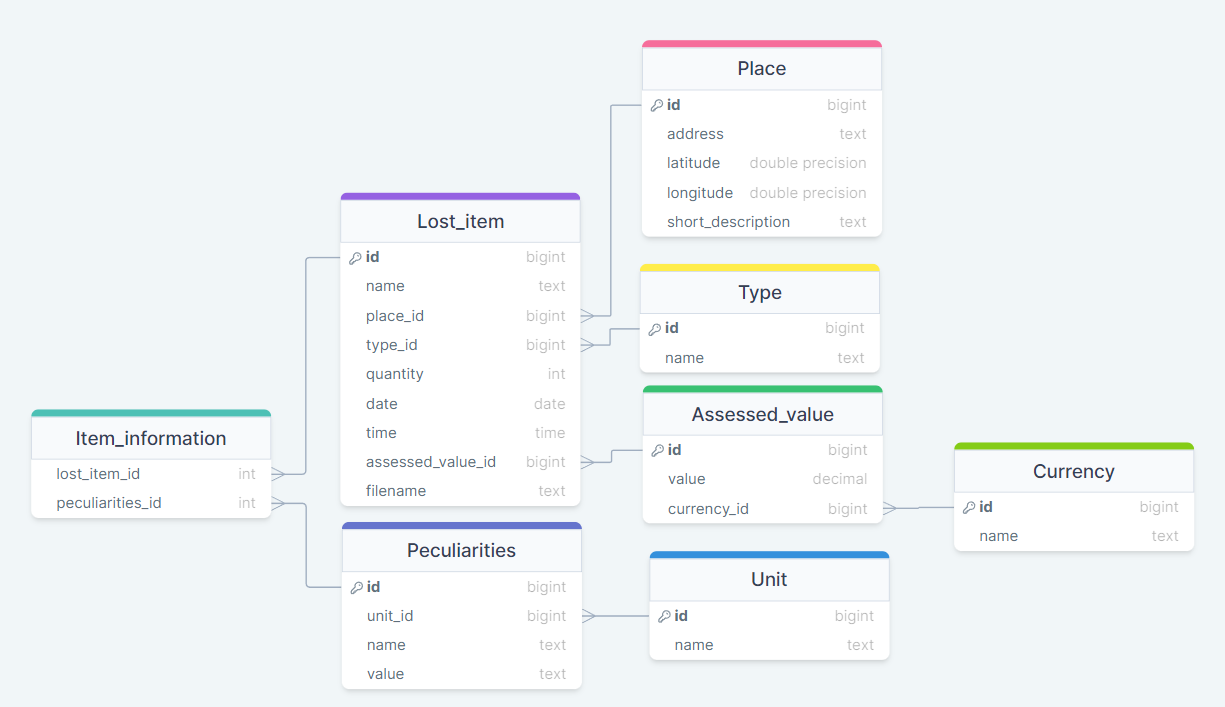 Place
id bigint
address text
latitude double precision
longitude double precision
short_description text
Lost_item
id bigint
name text
place_id bigint
type_id bigint
quantity int
date date
time time
assessed_value_id bigint
filename text
Type
id bigint
name text
Assessed_value
id bigint
value decimal
currency_id bigint
Item_information
lost_item_id int
peculiarities_id int
Currency
id bigint
name text
Peculiarities
id bigint
unit_id bigint
name text
value text
Unit
id bigint
name text